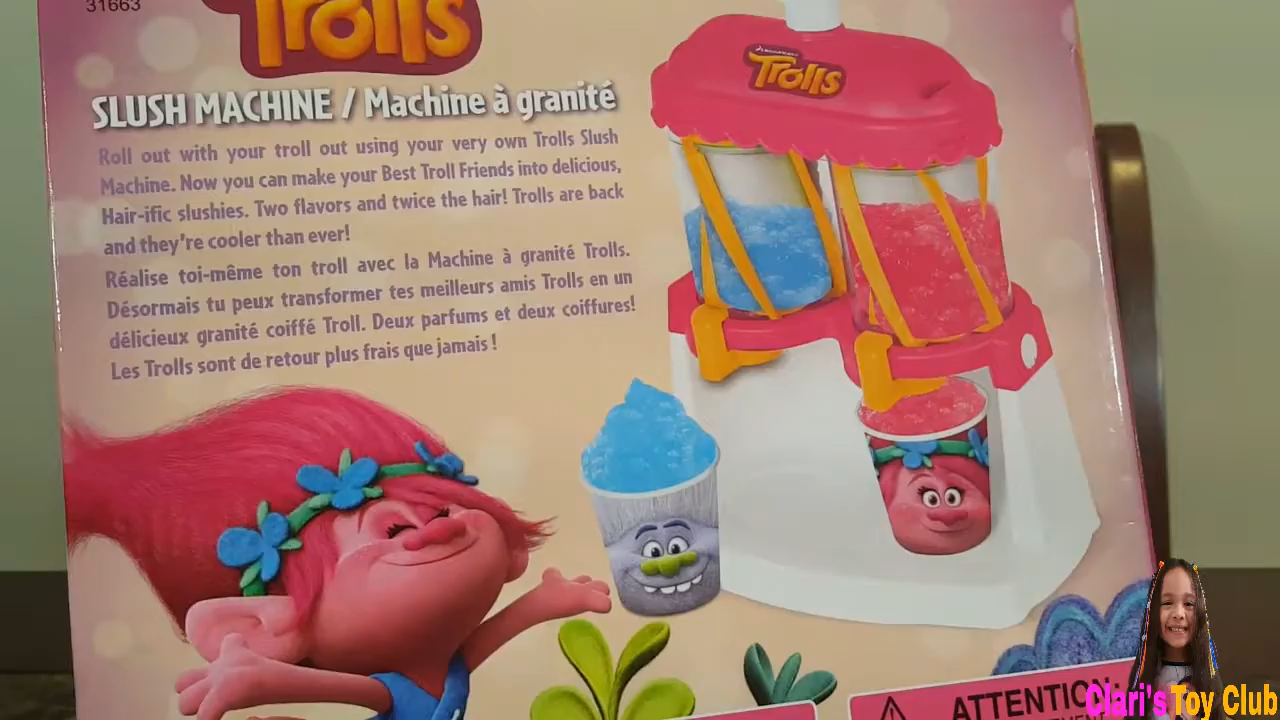 31663
Trolls
SLUSH MACHINE / Machine à granité
Roll out with your troll out using your very own Trolls Slush
Machine. Now you can make your Best Troll Friends into delicious,
Hair-ific slushies. Two flavors and twice the hair! Trolls are back
and they're cooler than ever!
Réalise toi-même ton troll avec la Machine à granité Trolls.
Désormais tu peux transformer tes meilleurs amis Trolls en un
délicieux granité coiffé Troll. Deux parfums et deux coiffures!
Les Trolls sont de retour plus frais que jamais !
Trolls
ATTENTION:
Clari's Toy Club